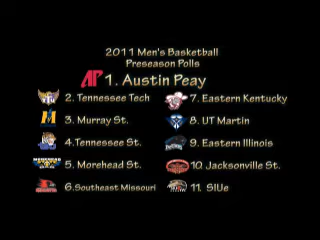 2011 Men's Basketball
Preseason Polls
AP 1. Austin Peay
2. Tennessee Tech
3. Murray St.
4. Tennessee St.
5. Morehead St.
6. Southeast Missouri
7. Eastern Kentucky
8. UT Martin
9. Eastern Illinois
10. Jacksonville St.
11. SIUe